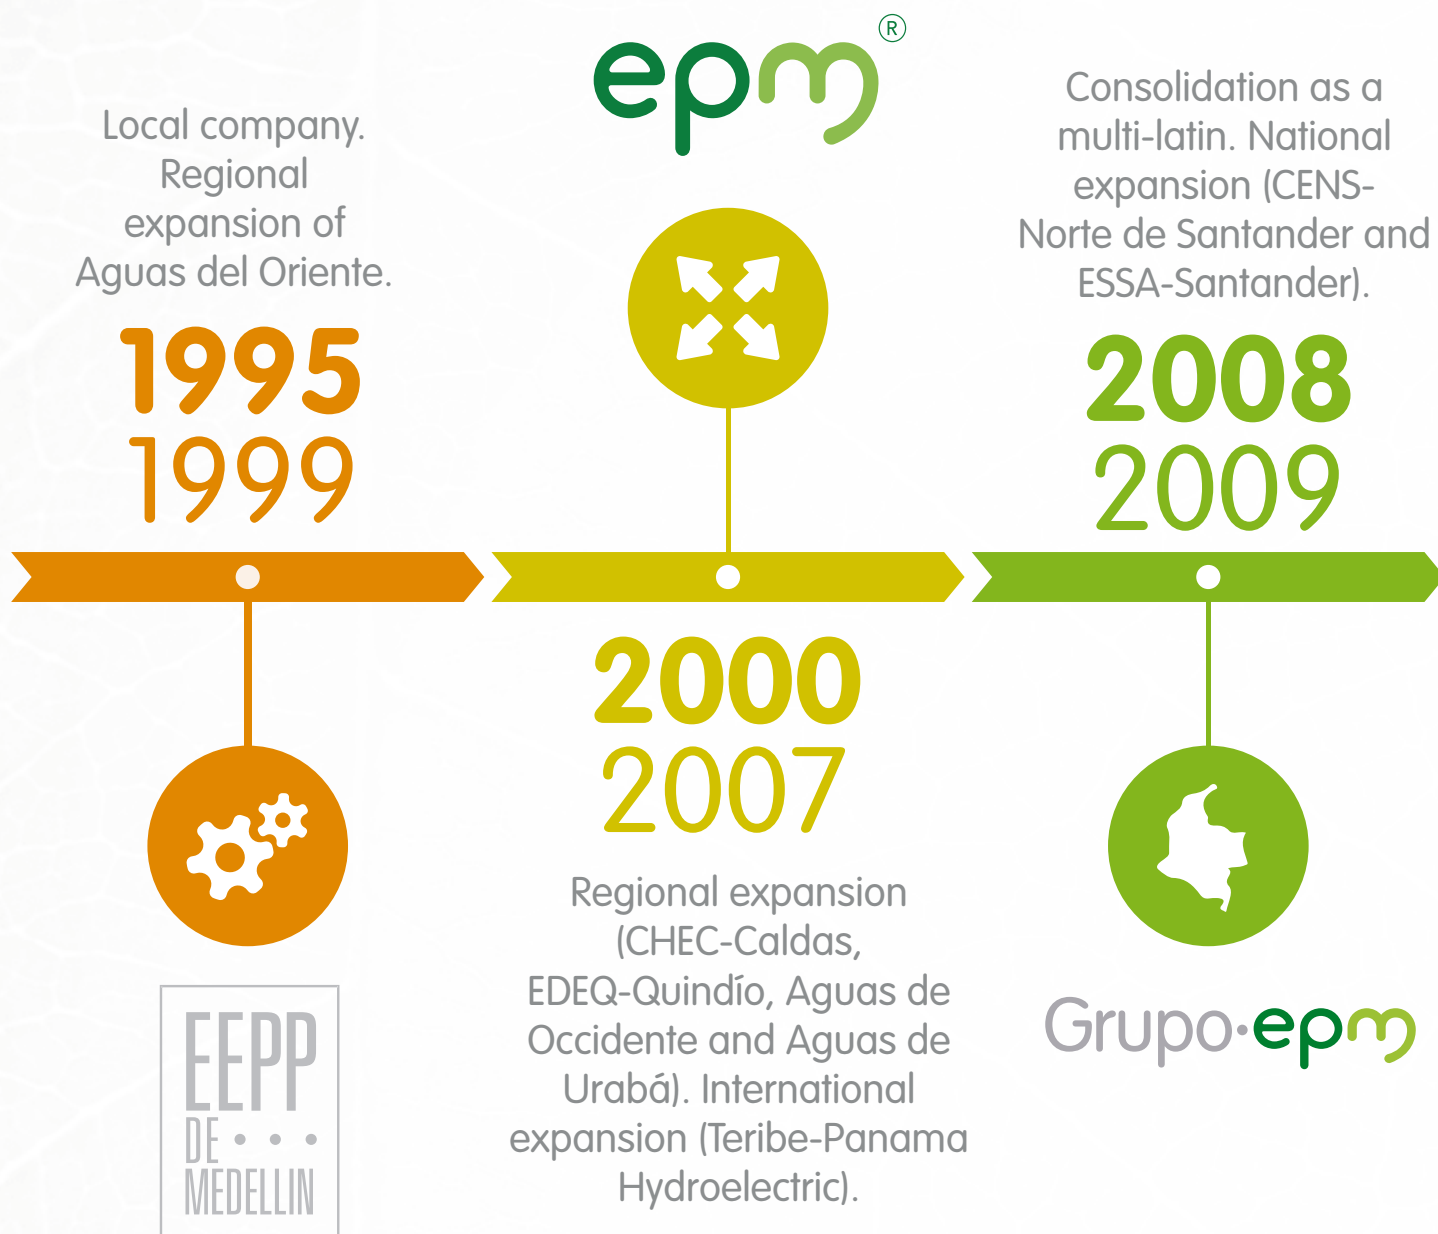 Local company.
Regional
expansion of
Aguas del Oriente.
1995
1999
EEPP
DE
MEDELLIN
epm®
2000
2007
Regional expansion
(CHEC-Caldas,
EDEQ-Quindío, Aguas de
Occidente and Aguas de
Urabá). International
expansion (Teribe-Panama
Hydroelectric).
Consolidation as a
multi-latin. National
expansion (CENS-
Norte de Santander and
ESSA-Santander).
2008
2009
Grupo·epm